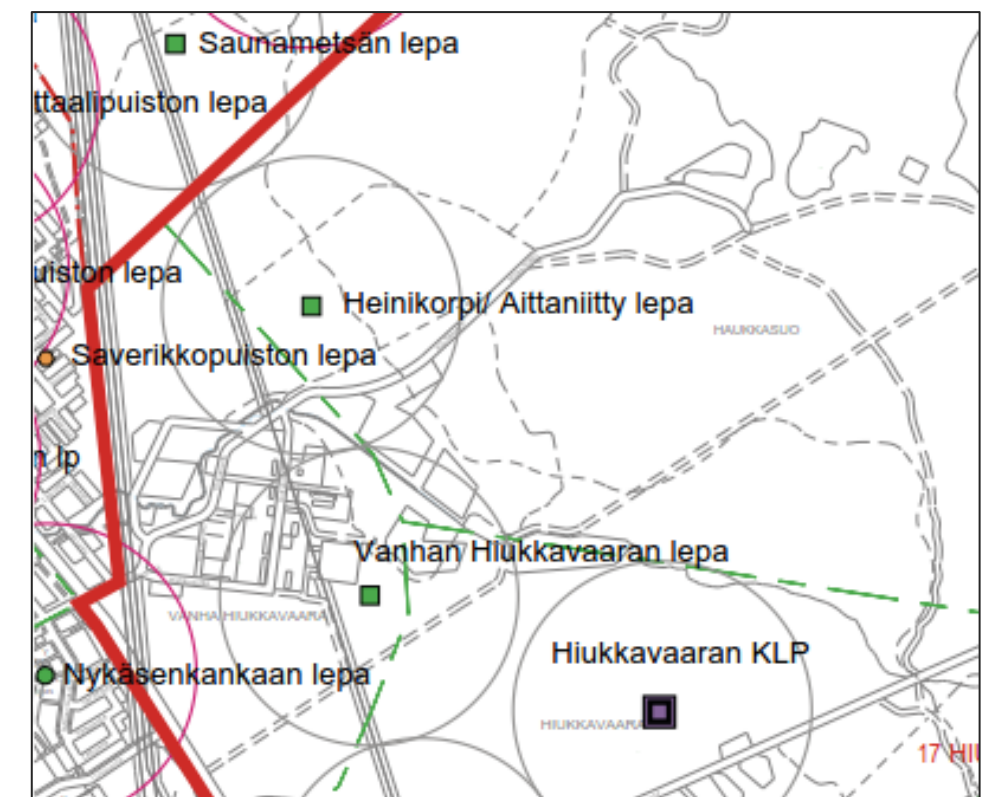 Saunametsän lepa
ttaalipuiston lepa
uiston lepa
Heinikorpi/ Aittaniitty lepa
HAUKKASUO
Saverikkopuiston lepa
n lp
Vanhan Hiukkavaaran lepa
VANHA HIUKKAVAARA
Hiukkavaaran KLP
Nykäsenkankaan lepa
HIUKKAVAARA
17 HIU